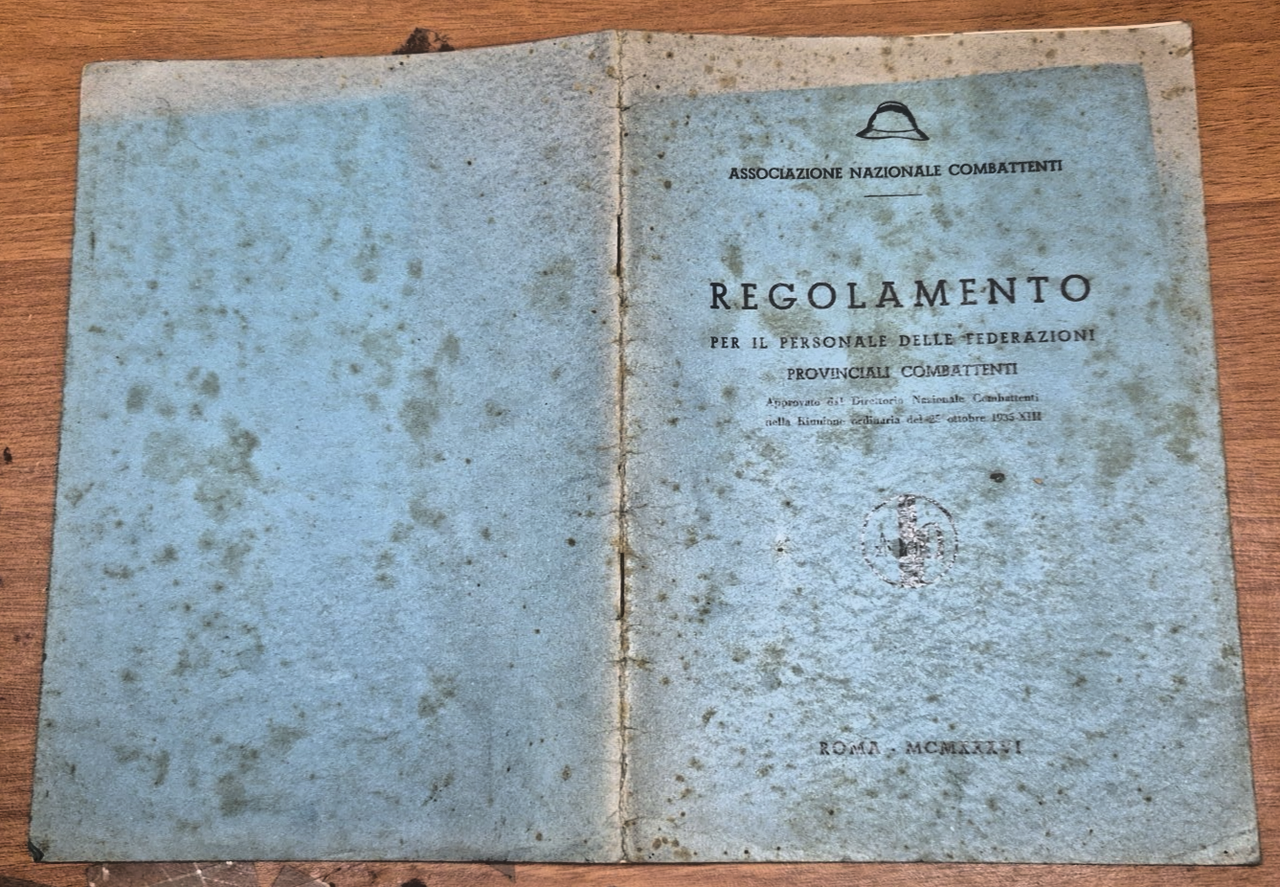 ASSOCIAZIONE NAZIONALE COMBATTENTI
REGOLAMENTO
PER IL PERSONALE DELLE FEDERAZIONI
PROVINCIALI COMBATTENTI
Approvato dal Direttorio Nazionale Combattenti
nella Riunione ordinaria del 25 ottobre 1935-XIII
ROMA - MCMXXXVI